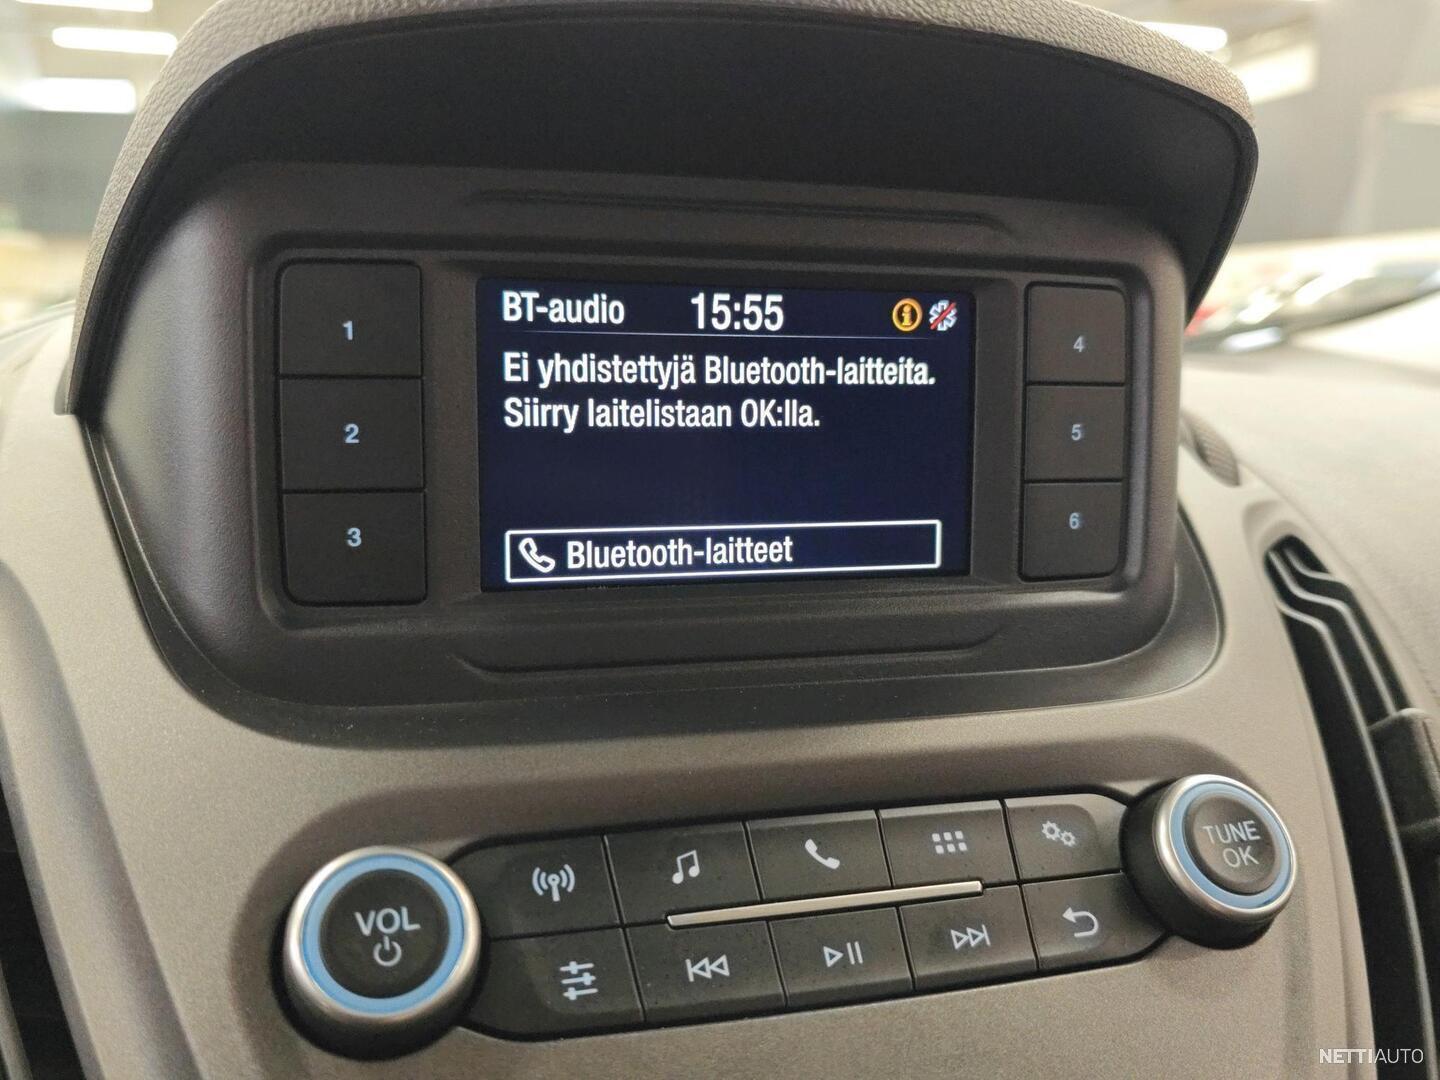 BT-audio 15:55
Ei yhdistettyjä Bluetooth-laitteita.
Siirry laitelistaan OK:lla.
Bluetooth-laitteet
1
2
3
4
5
6
VOL
TUNE
OK
NETTIAUTO